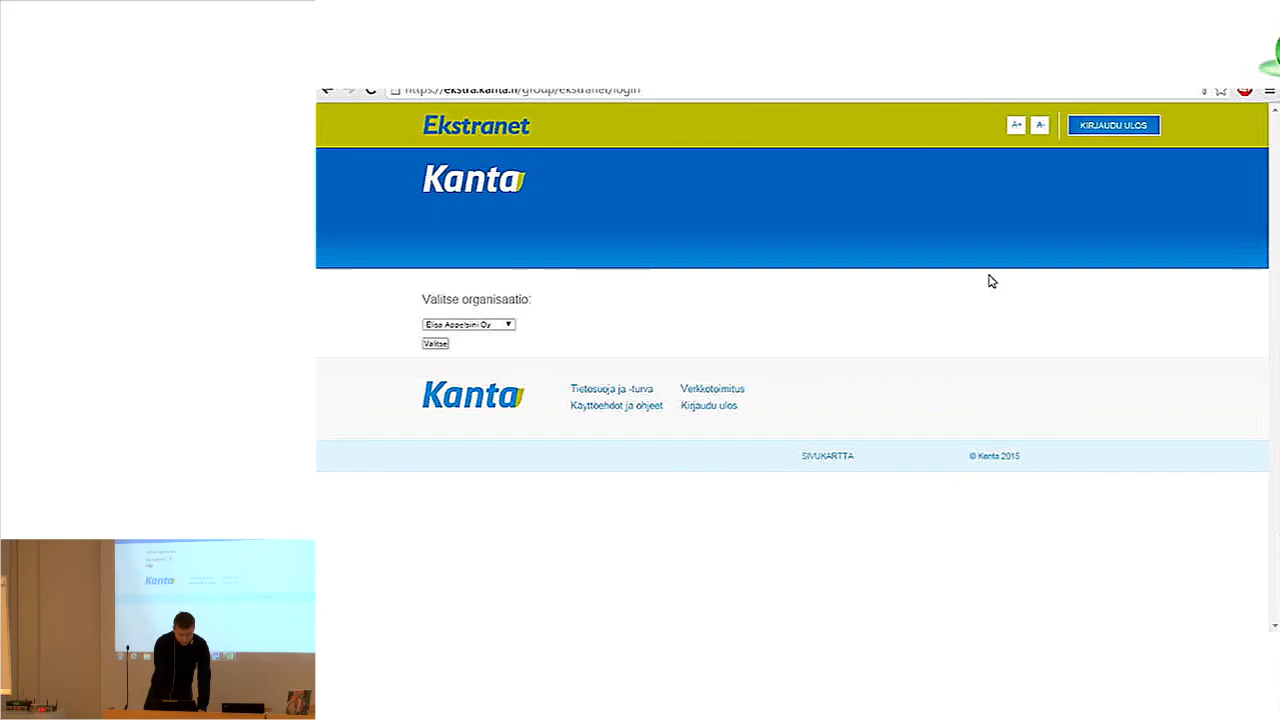 https://ekstra.kanta.fi/group/ekstranet/login
Ekstranet
A+ A- KIRJAUDU ULOS
Kanta
Valitse organisaatio:
Elisa Appelsiini Oy
Valitse
Kanta
Tietosuoja ja -turva Verkkotoimitus
Käyttöehdot ja ohjeet Kirjaudu ulos
SIVUKARTTA © Kanta 2015
Kanta